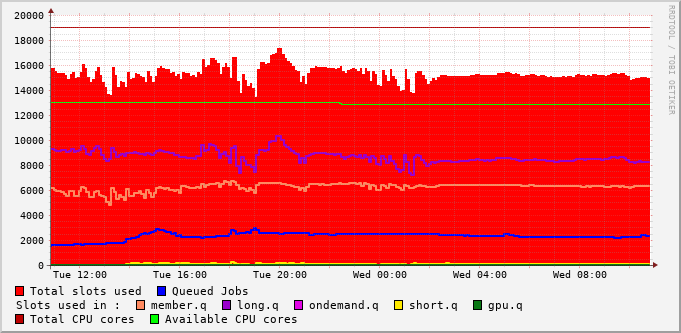 20000
18000
16000
14000
12000
10000
8000
6000
4000
2000
0
Tue 12:00 Tue 16:00 Tue 20:00 Wed 00:00 Wed 04:00 Wed 08:00
RRDTOOL / TOBI OETIKER
Total slots used Queued Jobs
Slots used in : member.q long.q ondemand.q short.q gpu.q
Total CPU cores Available CPU cores